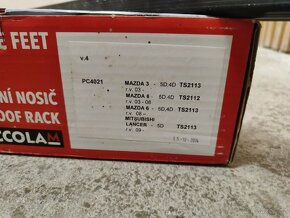 E FEET
v.4
PC4021
MAZDA 3 - 5D,4D TS2113
r.v. 03 -
MAZDA 6 - 5D,4D TS2112
r.v. 03 - 08
MAZDA 6 - 5D,4D TS2113
r.v. 08 -
MITSUBISHI
LANCER - 5D TS2113
r.v. 09 -
NÍ NOSIČ
OOF RACK
CCOLAM